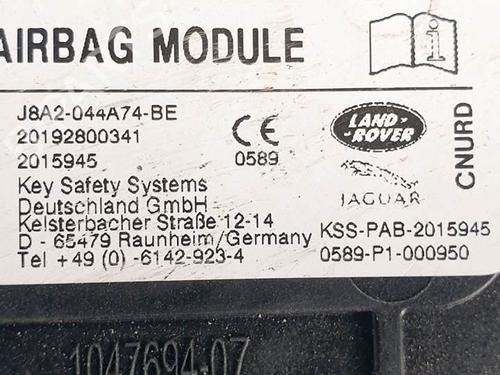 AIRBAG MODULE
J8A2-044A74-BE
20192800341
2015945
0589
LAND
ROVER
JAGUAR
CNURD
Key Safety Systems
Deutschland GmbH
Kelsterbacher Straße 12-14
D - 65479 Raunheim/Germany
Tel +49 (0) -6142-923-4
KSS-PAB-2015945
0589-P1-000950
1047694-07